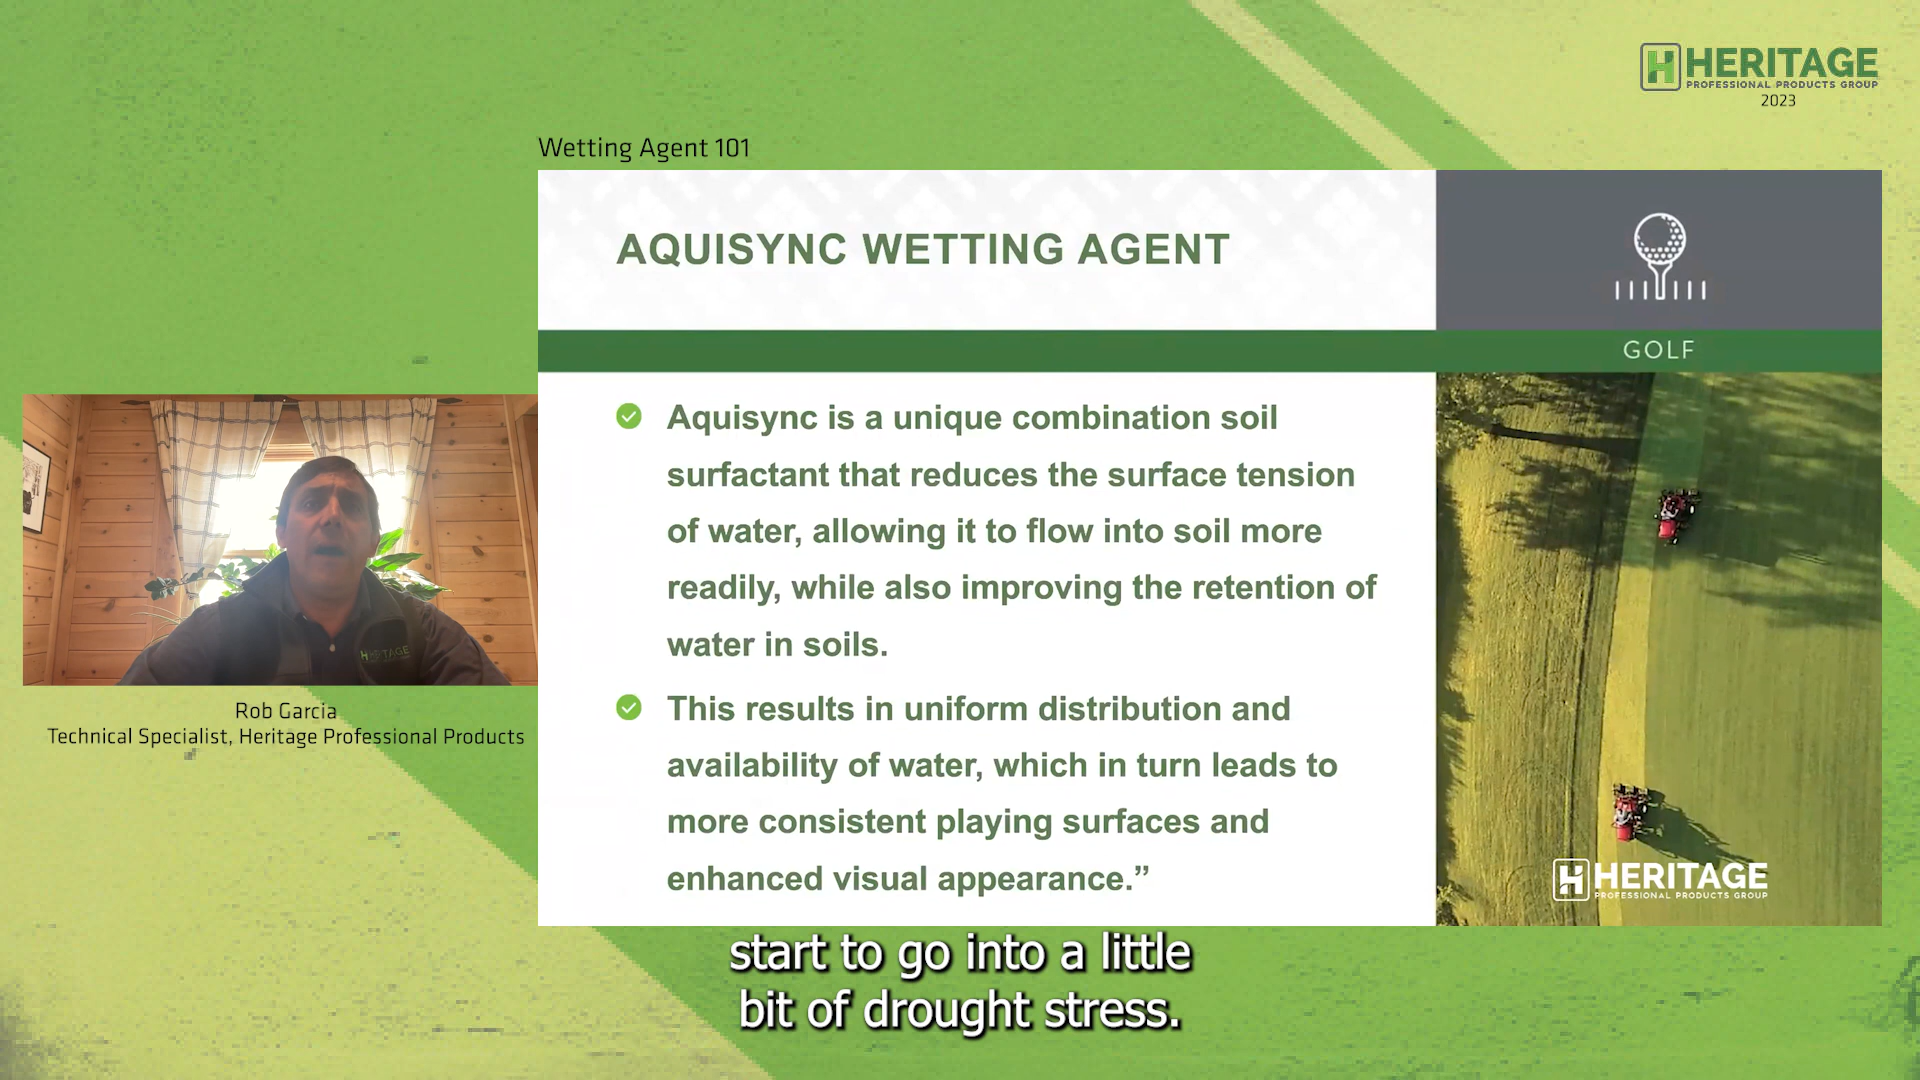 HERITAGE
PROFESSIONAL PRODUCTS GROUP
2023
Wetting Agent 101
AQUISYNC WETTING AGENT
GOLF
Aquisync is a unique combination soil
surfactant that reduces the surface tension
of water, allowing it to flow into soil more
readily, while also improving the retention of
water in soils.
This results in uniform distribution and
availability of water, which in turn leads to
more consistent playing surfaces and
enhanced visual appearance.”
HERITAGE
Rob Garcia
Technical Specialist, Heritage Professional Products
HERITAGE
PROFESSIONAL PRODUCTS GROUP
start to go into a little
bit of drought stress.